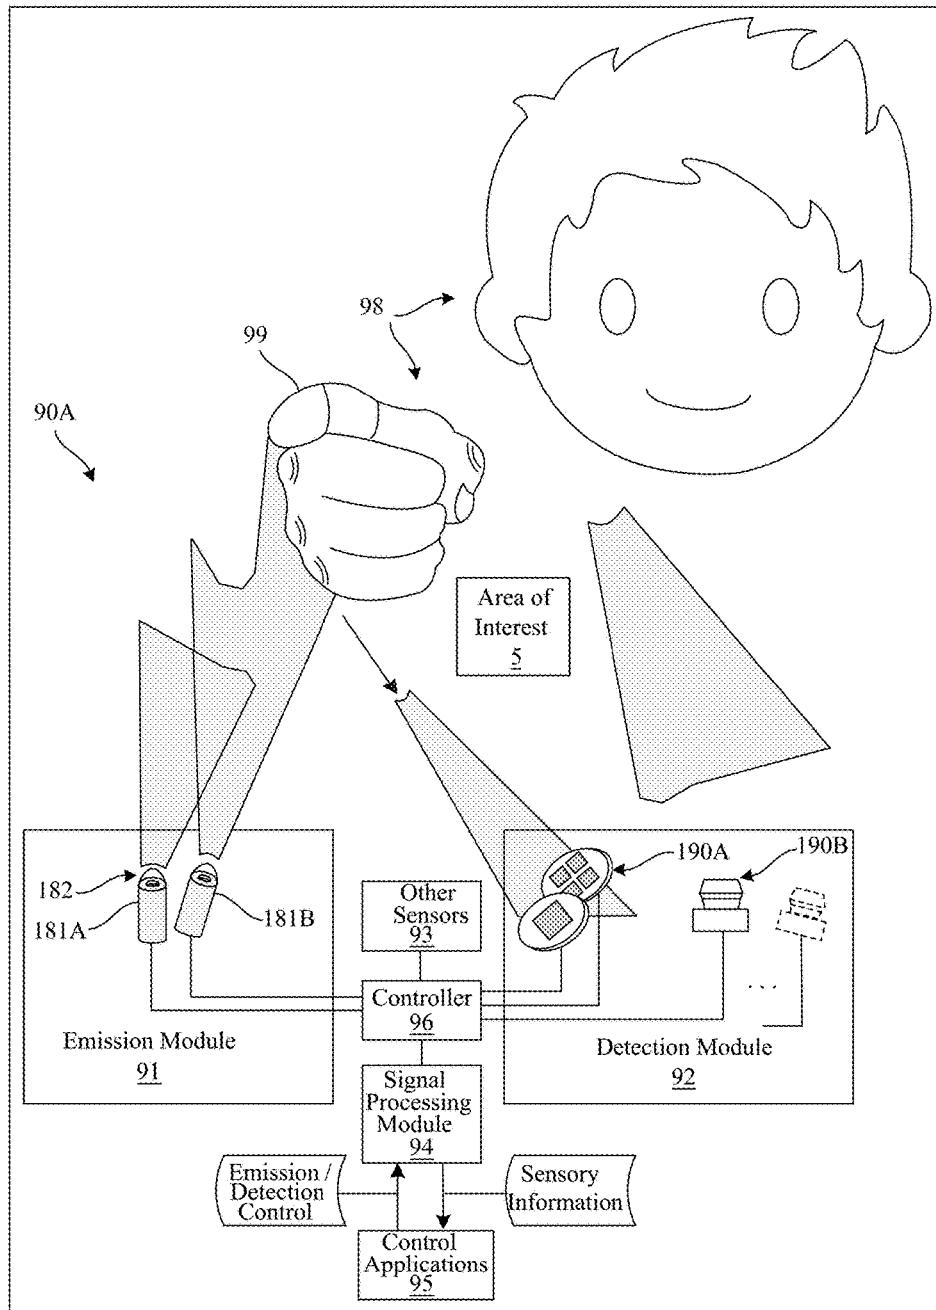 98
99
90A
Area of
Interest
5
182
181A
181B
190A
190B
Other
Sensors
93
Controller
96
Emission Module
91
Detection Module
92
. . .
Signal
Processing
Module
94
Emission /
Detection
Control
Sensory
Information
Control
Applications
95